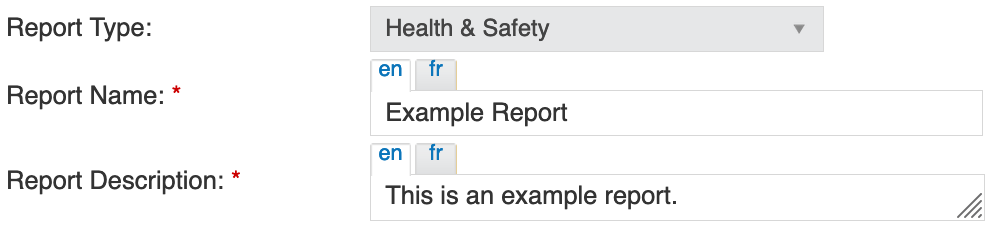 Report Type: Health & Safety
en fr
Report Name: * Example Report
en fr
Report Description: * This is an example report.